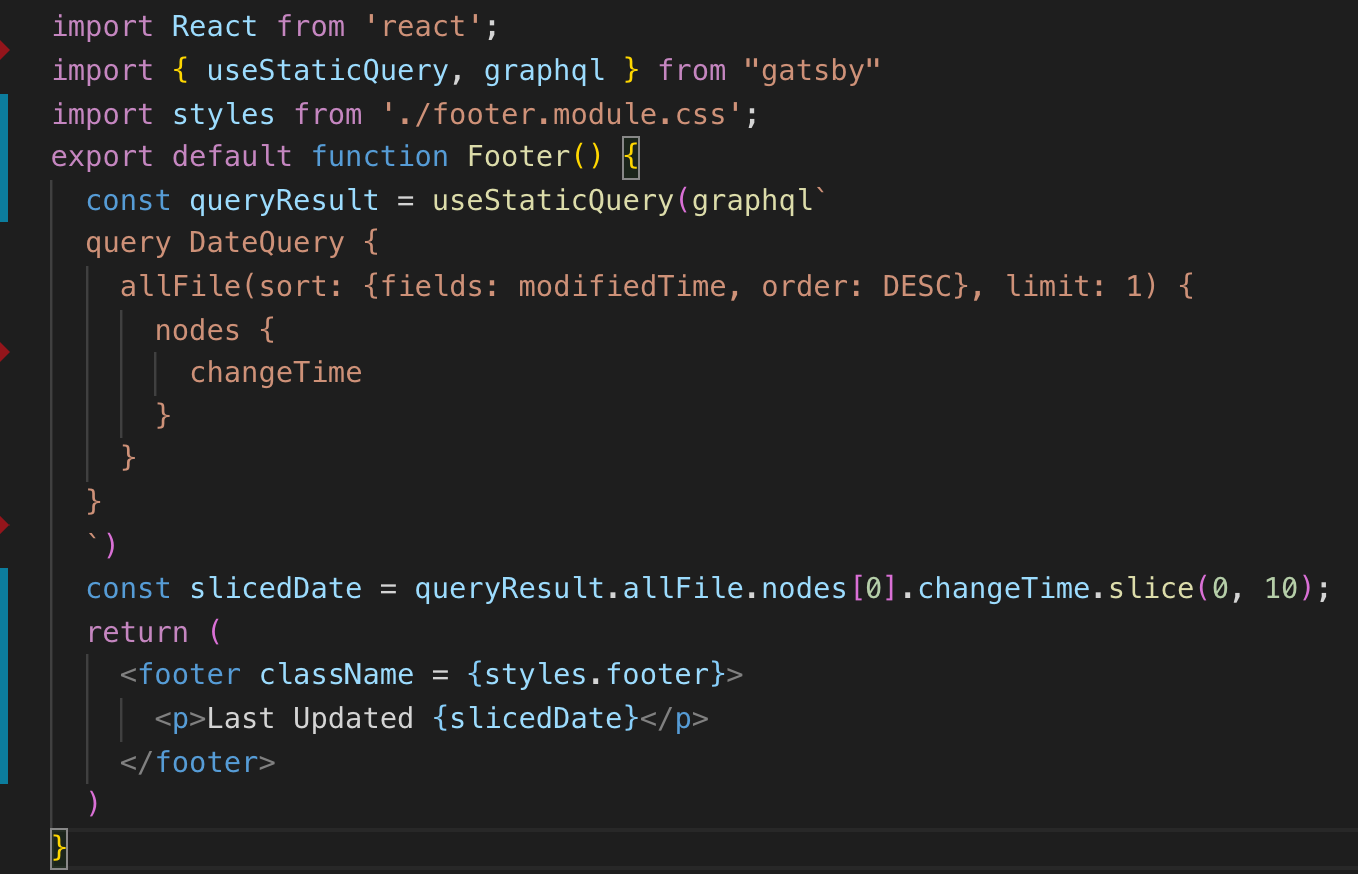 import React from 'react';
import { useStaticQuery, graphql } from "gatsby"
import styles from './footer.module.css';
export default function Footer() {
  const queryResult = useStaticQuery(graphql`
  query DateQuery {
    allFile(sort: {fields: modifiedTime, order: DESC}, limit: 1) {
      nodes {
        changeTime
      }
    }
  }
  `)
  const slicedDate = queryResult.allFile.nodes[0].changeTime.slice(0, 10);
  return (
    <footer className = {styles.footer}>
      <p>Last Updated {slicedDate}</p>
    </footer>
  )
}